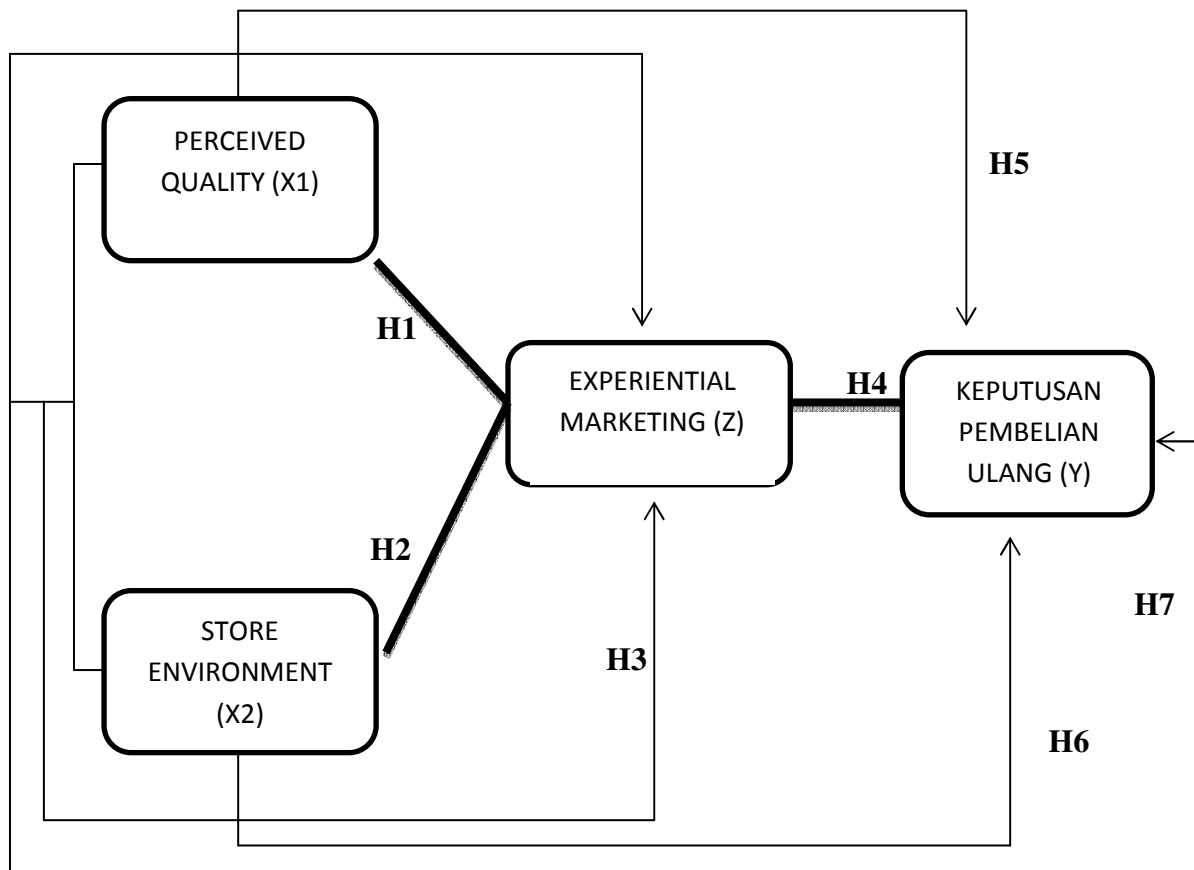 PERCEIVED
QUALITY (X1)
H5
H1
EXPERIENTIAL
MARKETING (Z)
H4
KEPUTUSAN
PEMBELIAN
ULANG (Y)
H2
STORE
ENVIRONMENT
(X2)
H3
H7
H6